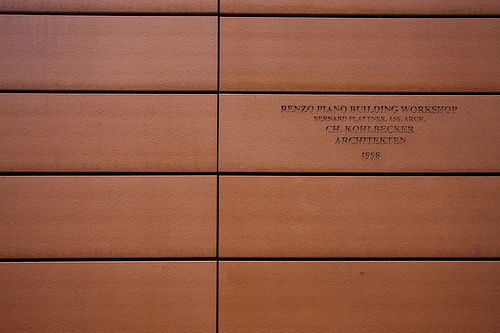 RENZO PIANO BUILDING WORKSHOP
BERNARD PLATTNER, ASS. ARCH.
CH. KOHLBECKER
ARCHITEKTEN
1998